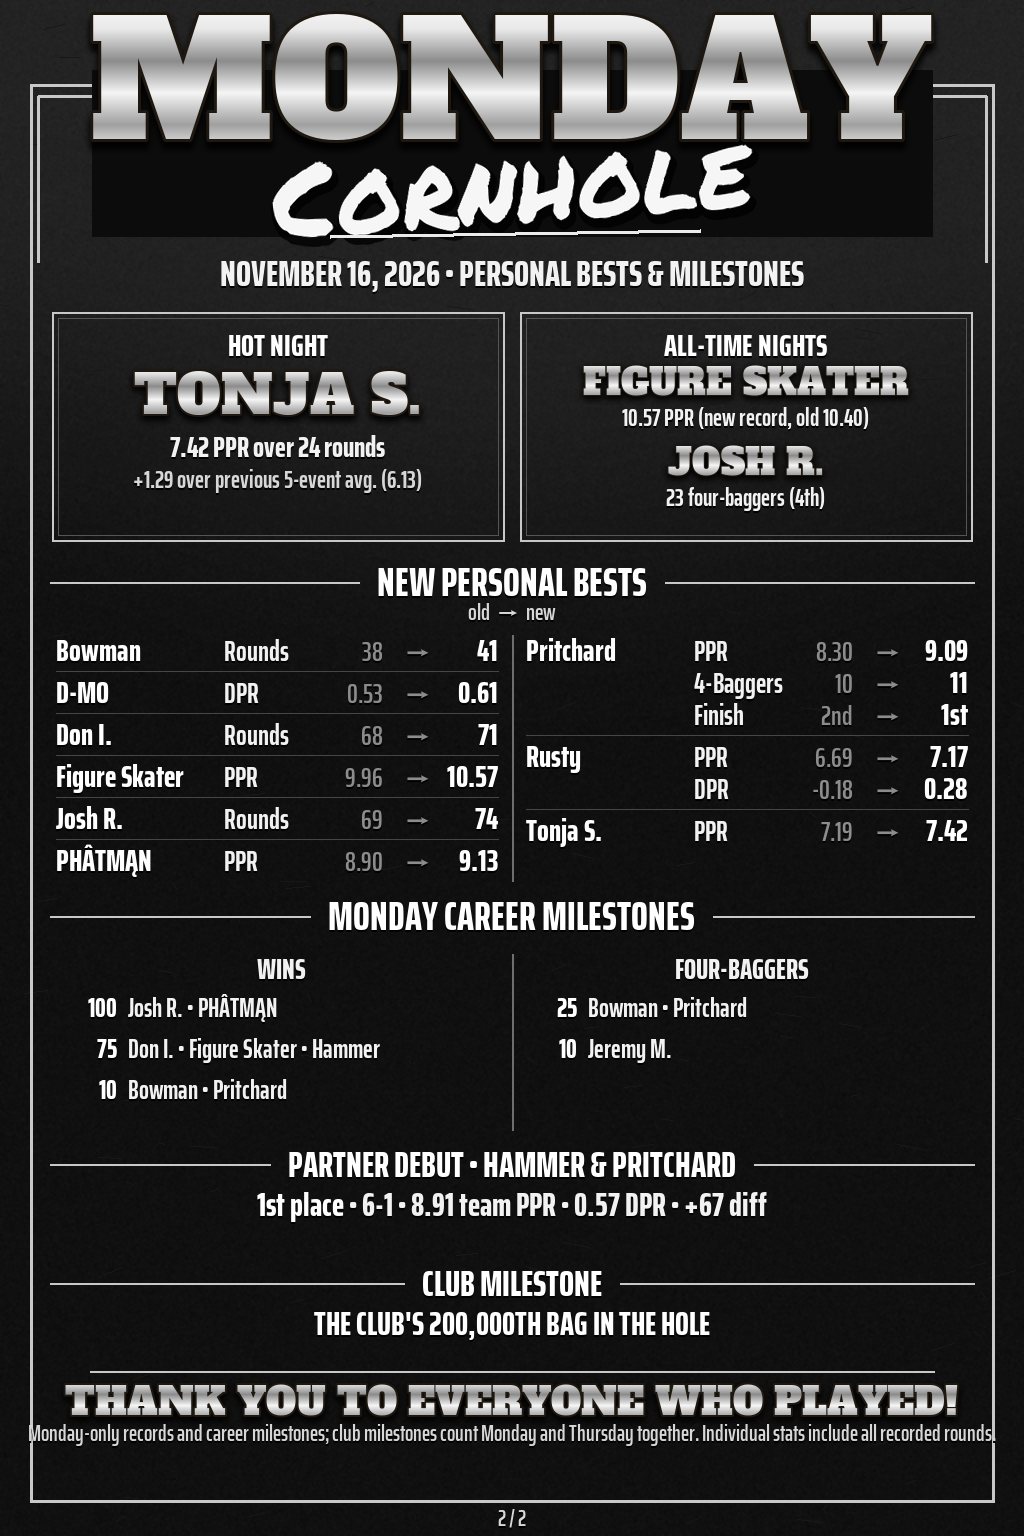 MONDAY
CORNHOLE
NOVEMBER 16, 2026 • PERSONAL BESTS & MILESTONES
HOT NIGHT
TONJA S.
7.42 PPR over 24 rounds
+1.29 over previous 5-event avg. (6.13)
ALL-TIME NIGHTS
FIGURE SKATER
10.57 PPR (new record, old 10.40)
JOSH R.
23 four-baggers (4th)
NEW PERSONAL BESTS
old → new
Bowman Rounds 38 → 41
D-MO DPR 0.53 → 0.61
Don I. Rounds 68 → 71
Figure Skater PPR 9.96 → 10.57
Josh R. Rounds 69 → 74
PHÂTMĄN PPR 8.90 → 9.13
Pritchard PPR 8.30 → 9.09
4-Baggers 10 → 11
Finish 2nd → 1st
Rusty PPR 6.69 → 7.17
DPR -0.18 → 0.28
Tonja S. PPR 7.19 → 7.42
MONDAY CAREER MILESTONES
WINS
100 Josh R. • PHÂTMĄN
75 Don I. • Figure Skater • Hammer
10 Bowman • Pritchard
FOUR-BAGGERS
25 Bowman • Pritchard
10 Jeremy M.
PARTNER DEBUT • HAMMER & PRITCHARD
1st place • 6-1 • 8.91 team PPR • 0.57 DPR • +67 diff
CLUB MILESTONE
THE CLUB'S 200,000TH BAG IN THE HOLE
THANK YOU TO EVERYONE WHO PLAYED!
Monday-only records and career milestones; club milestones count Monday and Thursday together. Individual stats include all recorded rounds.
2 / 2